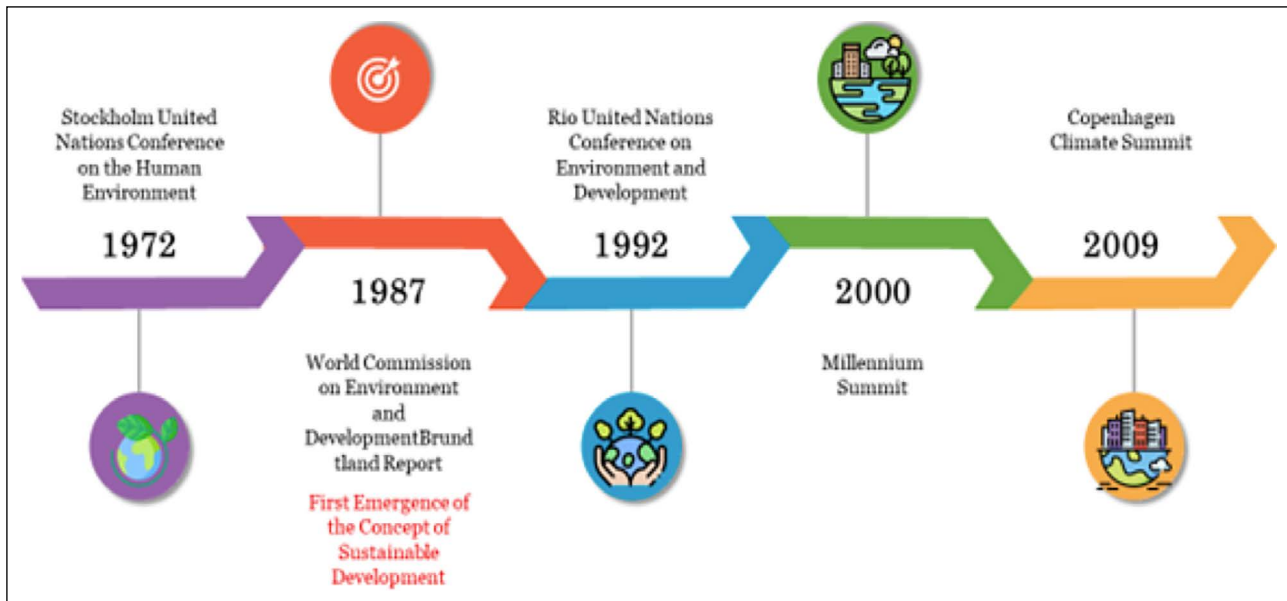 Stockholm United
Nations Conference
on the Human
Environment
1972
1987
World Commission
on Environment
and
DevelopmentBrund
tland Report
First Emergence of
the Concept of
Sustainable
Development
Rio United Nations
Conference on
Environment and
Development
1992
2000
Millennium
Summit
Copenhagen
Climate Summit
2009